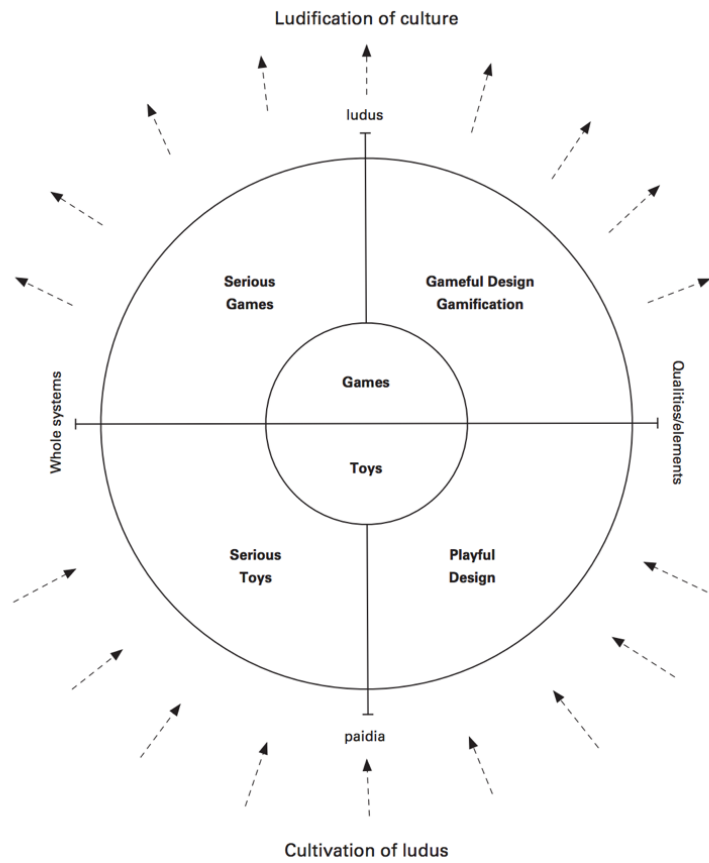 Ludification of culture
ludus
Serious
Games
Gameful Design
Gamification
Games
Whole systems
Qualities/elements
Toys
Serious
Toys
Playful
Design
paidia
Cultivation of ludus